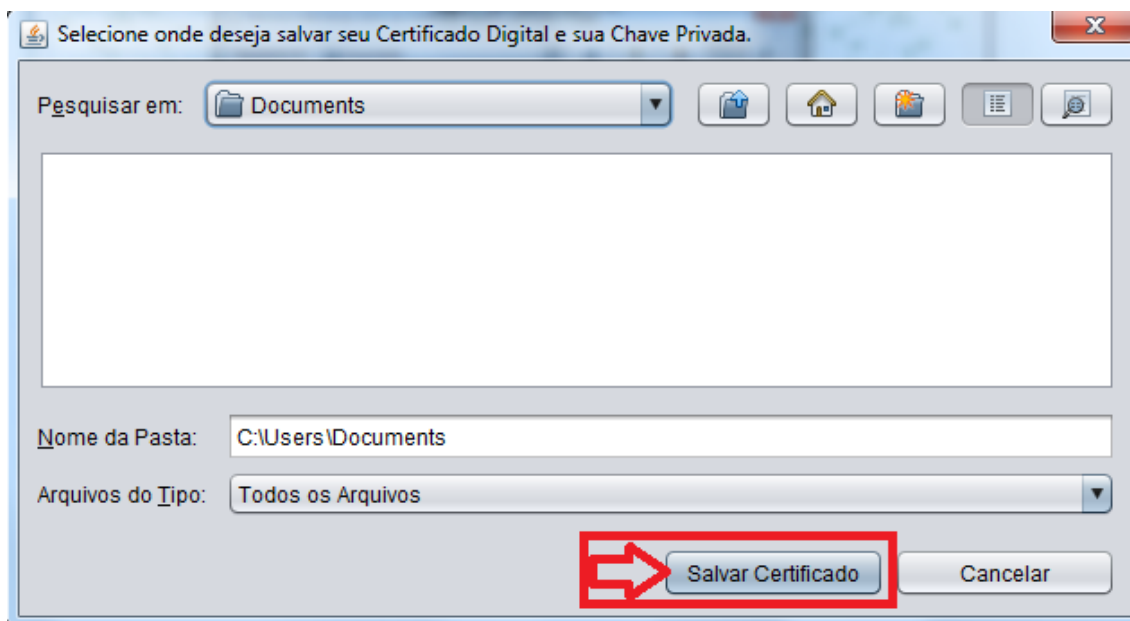 Selecione onde deseja salvar seu Certificado Digital e sua Chave Privada.
Pesquisar em: Documents
Nome da Pasta: C:\Users\Documents
Arquivos do Tipo: Todos os Arquivos
Salvar Certificado Cancelar